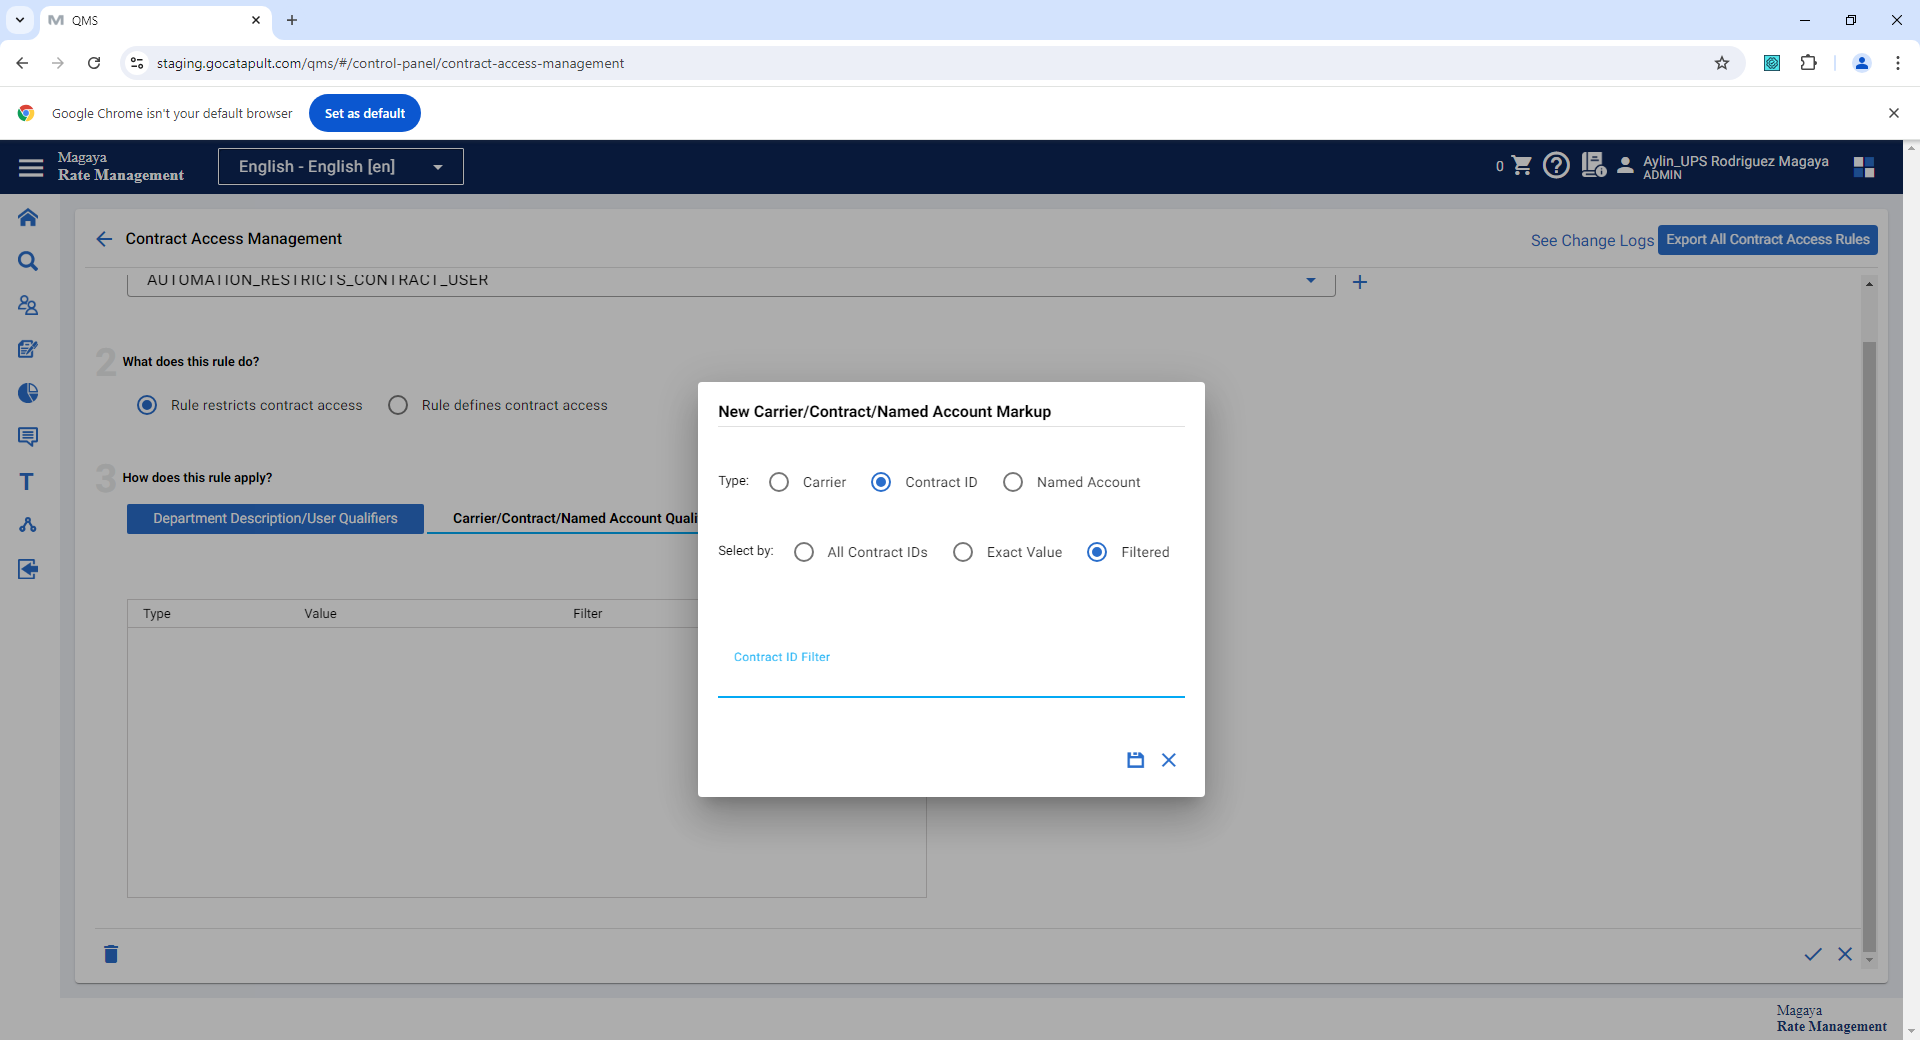 QMS
staging.gocatapult.com/qms/#/control-panel/contract-access-management
Google Chrome isn't your default browser
Set as default
Magaya
Rate Management
English - English [en]
0
Aylin_UPS Rodriguez Magaya
ADMIN
Contract Access Management
See Change Logs
Export All Contract Access Rules
AUTOMATION_RESTRICTS_CONTRACT_USER
2 What does this rule do?
Rule restricts contract access
Rule defines contract access
3 How does this rule apply?
Department Description/User Qualifiers
Carrier/Contract/Named Account Quali
Type
Value
Filter
New Carrier/Contract/Named Account Markup
Type:
Carrier
Contract ID
Named Account
Select by:
All Contract IDs
Exact Value
Filtered
Contract ID Filter
Magaya
Rate Management